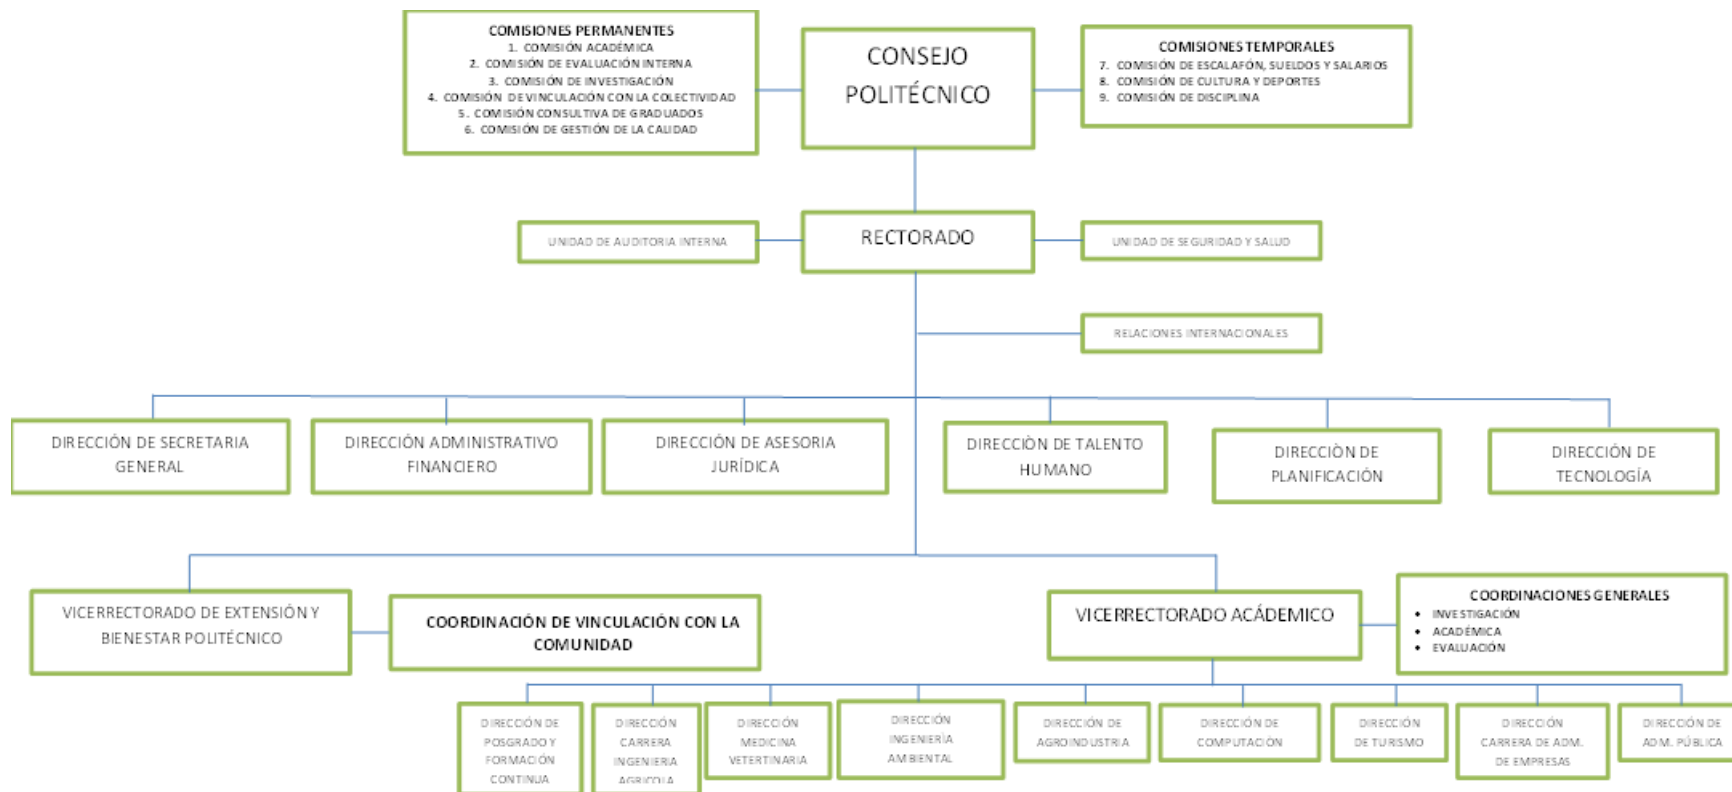 COMISIONES PERMANENTES
1. COMISIÓN ACADÉMICA
2. COMISIÓN DE EVALUACIÓN INTERNA
3. COMISIÓN DE INVESTIGACIÓN
4. COMISIÓN DE VINCULACIÓN CON LA COLECTIVIDAD
5. COMISIÓN CONSULTIVA DE GRADUADOS
6. COMISIÓN DE GESTIÓN DE LA CALIDAD
CONSEJO
POLITÉCNICO
COMISIONES TEMPORALES
7. COMISIÓN DE ESCALAFÓN, SUELDOS Y SALARIOS
8. COMISIÓN DE CULTURA Y DEPORTES
9. COMISIÓN DE DISCIPLINA
UNIDAD DE AUDITORIA INTERNA
RECTORADO
UNIDAD DE SEGURIDAD Y SALUD
RELACIONES INTERNACIONALES
DIRECCIÓN DE SECRETARIA
GENERAL
DIRECCIÓN ADMINISTRATIVO
FINANCIERO
DIRECCIÓN DE ASESORIA
JURÍDICA
DIRECCIÒN DE TALENTO
HUMANO
DIRECCIÒN DE
PLANIFICACIÓN
DIRECCIÓN DE
TECNOLOGÍA
VICERRECTORADO DE EXTENSIÓN Y
BIENESTAR POLITÉCNICO
COORDINACIÓN DE VINCULACIÓN CON LA
COMUNIDAD
VICERRECTORADO ACÁDEMICO
COORDINACIONES GENERALES
• INVESTIGACIÓN
• ACADÉMICA
• EVALUACIÓN
DIRECCIÓN DE
POSGRADO Y
FORMACIÓN
CONTINUA
DIRECCIÓN
CARRERA
INGENIERIA
AGRICOLA
DIRECCIÓN
MEDICINA
VETERTINARIA
DIRECCIÓN
INGENIERÌA
AMBIENTAL
DIRECCIÓN DE
AGROINDUSTRIA
DIRECCIÓN DE
COMPUTACIÓN
DIRECCIÓN
DE TURISMO
DIRECCIÓN
CARRERA DE ADM.
DE EMPRESAS
DIRECCIÓN DE
ADM. PÚBLICA